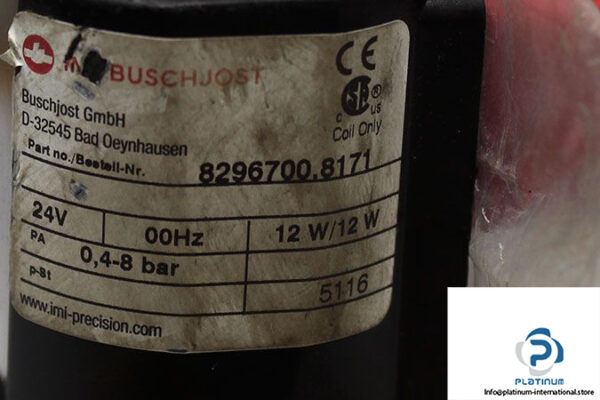 BUSCHJOST
CE
Buschjost GmbH
D-32545 Bad Oeynhausen
c ® us
Coil Only
Part no./Bestell-Nr. 8296700.8171
24V 00Hz 12 W/12 W
PA 0,4-8 bar
p-St 5116
www.imi-precision.com
PLATINUM
Info@platinum-international.store